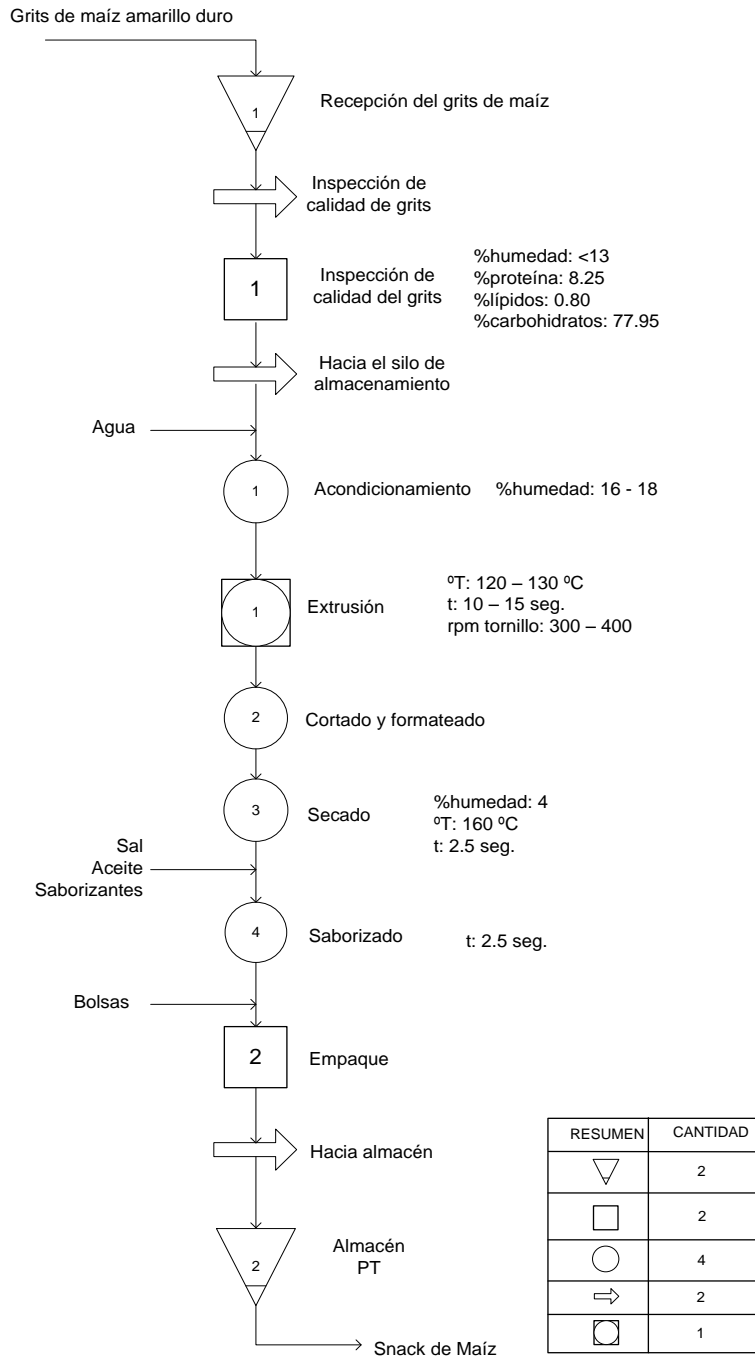 Grits de maíz amarillo duro
1
Recepción del grits de maíz
Inspección de
calidad de grits
1
Inspección de
calidad del grits
%humedad: <13
%proteína: 8.25
%lípidos: 0.80
%carbohidratos: 77.95
Hacia el silo de
almacenamiento
Agua
1
Acondicionamiento
%humedad: 16 - 18
1
Extrusión
ºT: 120 – 130 ºC
t: 10 – 15 seg.
rpm tornillo: 300 – 400
2
Cortado y formateado
3
Secado
%humedad: 4
ºT: 160 ºC
t: 2.5 seg.
Sal
Aceite
Saborizantes
4
Saborizado
t: 2.5 seg.
Bolsas
2
Empaque
Hacia almacén
2
Almacén
PT
Snack de Maíz
RESUMEN CANTIDAD
2
2
4
2
1